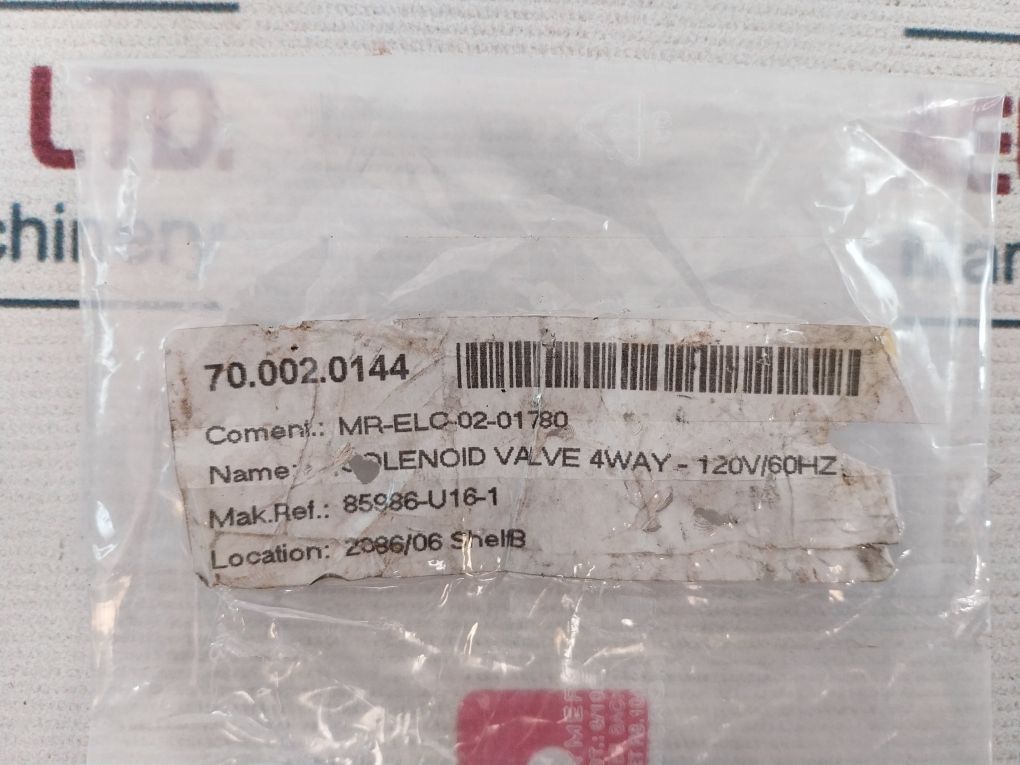 LTD.
chinery
Mar
70.002.0144
Coment.: MR-ELC-02-01780
Name: SOLENOID VALVE 4WAY - 120V/60HZ
Mak.Ref.: 85986-U16-1
Location: 2086/06 ShelfB